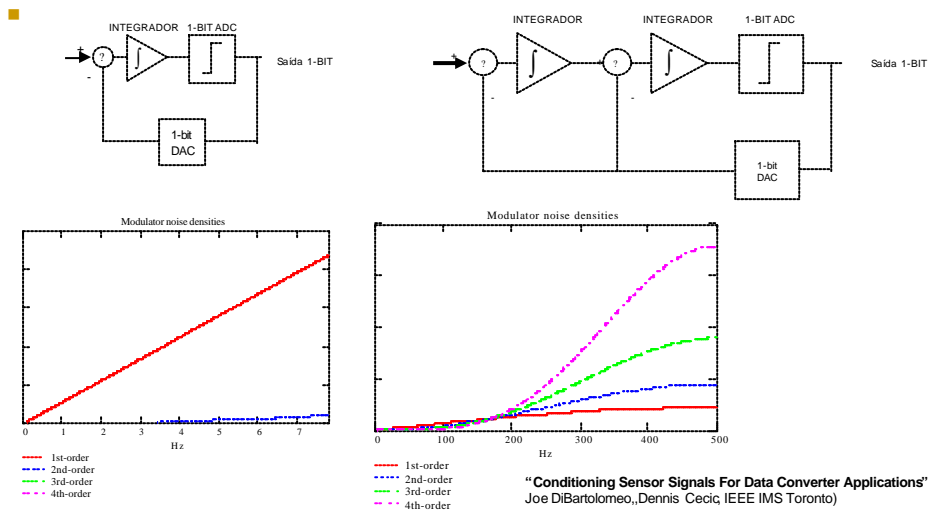 INTEGRADOR 1-BIT ADC
+
?
∫
-
Saída 1-BIT
1-bit
DAC
INTEGRADOR INTEGRADOR 1-BIT ADC
+
?
∫
+
?
∫
-
-
Saída 1-BIT
1-bit
DAC
Modulator noise densities
0 1 2 3 4 5 6 7
Hz
1st-order
2nd-order
3rd-order
4th-order
Modulator noise densities
0 100 200 300 400 500
Hz
1st-order
2nd-order
3rd-order
4th-order
“Conditioning Sensor Signals For Data Converter Applications”
Joe DiBartolomeo,,Dennis Cecic, IEEE IMS Toronto)